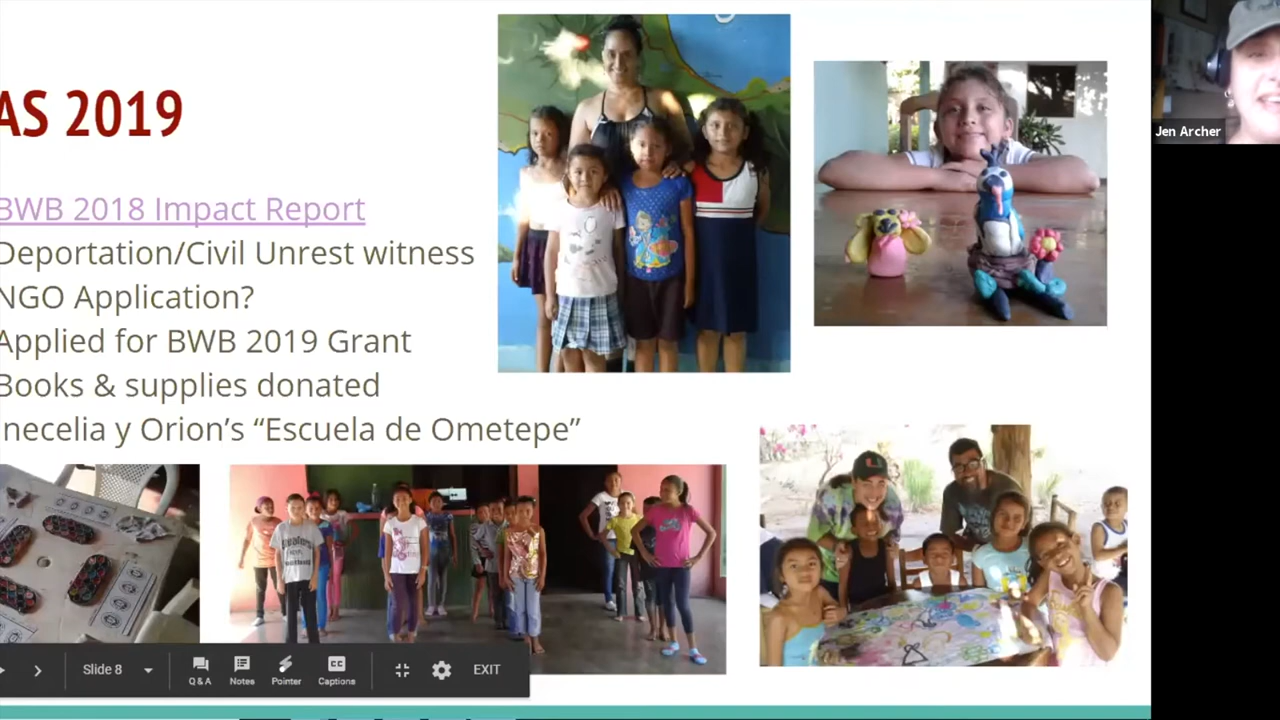 AS 2019
BWB 2018 Impact Report
Deportation/Civil Unrest witness
NGO Application?
Applied for BWB 2019 Grant
Books & supplies donated
necelia y Orion's “Escuela de Ometepe”
Jen Archer
Slide 8
Q & A
Notes
Pointer
Captions
EXIT